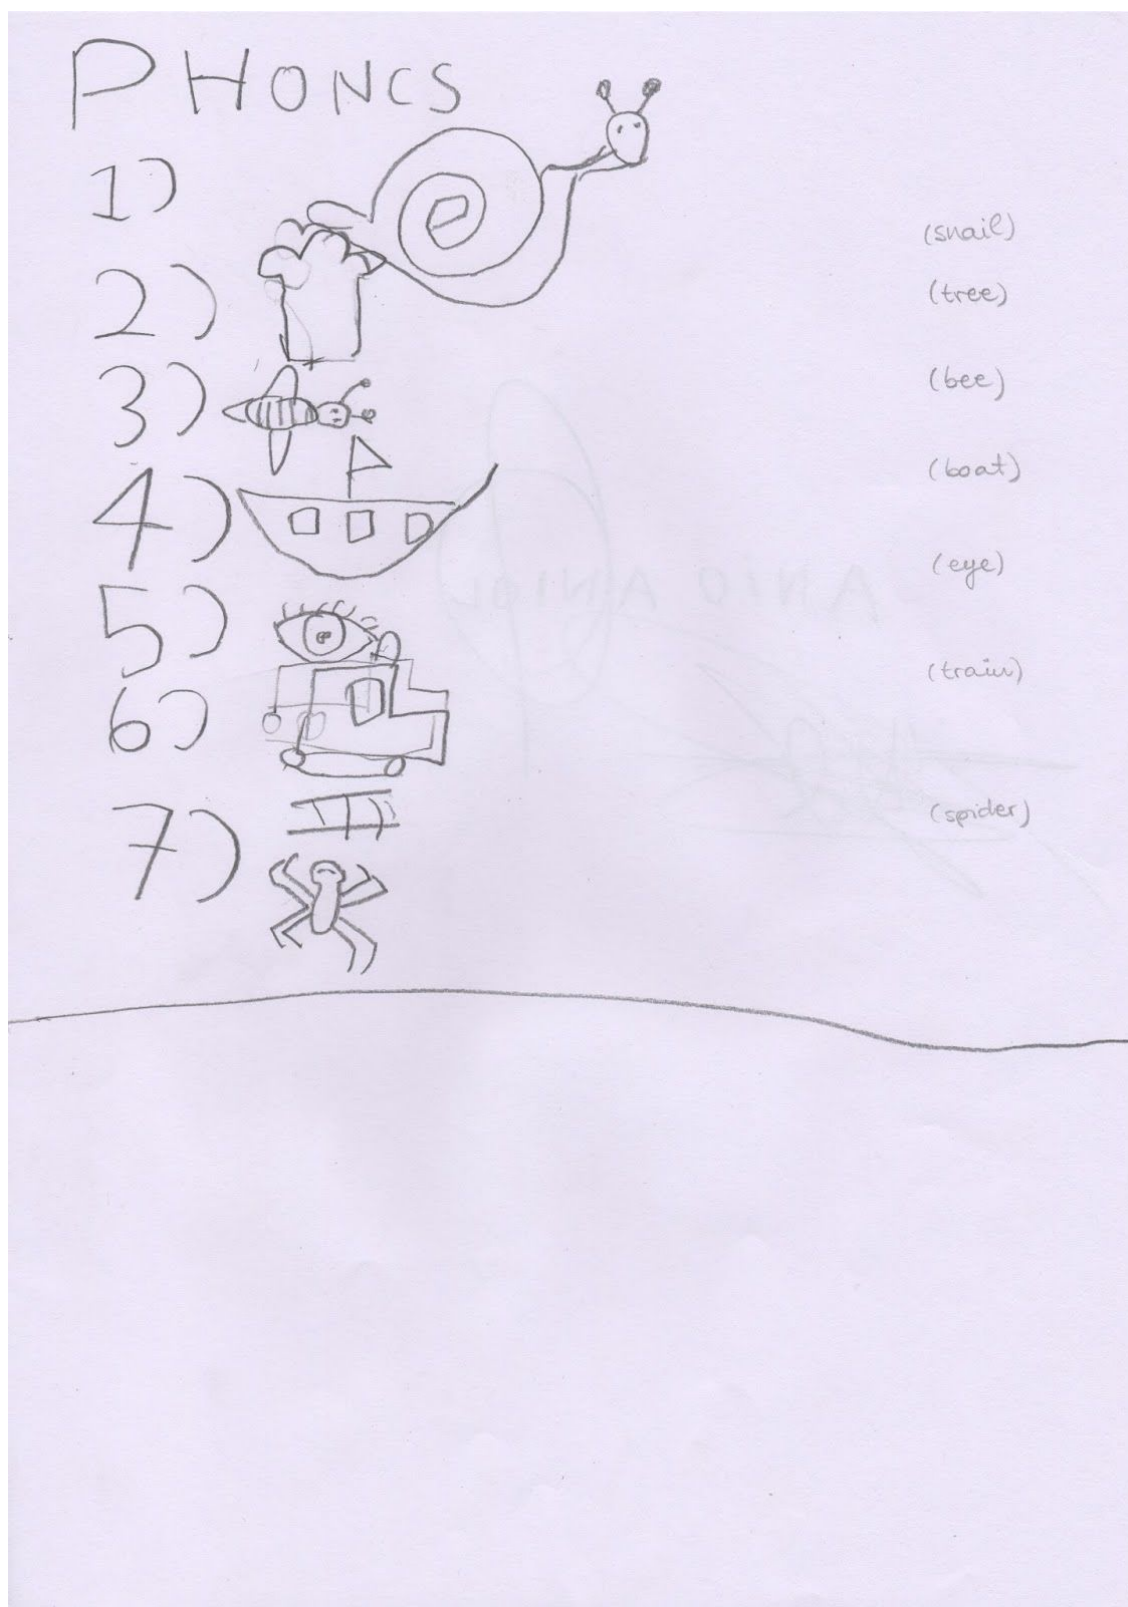 PHONCS
1)
(snail)
2)
(tree)
3)
(bee)
4)
(boat)
5)
(eye)
6)
(train)
7)
(spider)